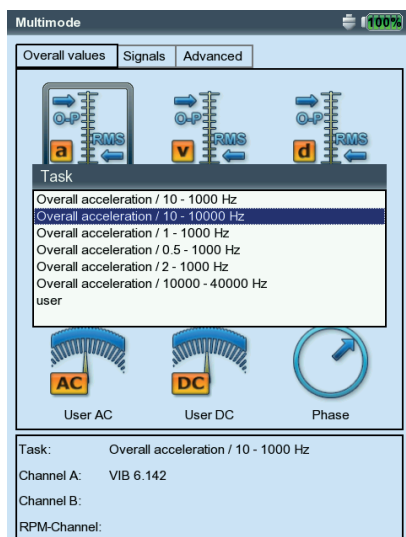 Multimode
100%
Overall values Signals Advanced
O-P O-P O-P
RMS RMS RMS
a v d
Task
Overall acceleration / 10 - 1000 Hz
Overall acceleration / 10 - 10000 Hz
Overall acceleration / 1 - 1000 Hz
Overall acceleration / 0.5 - 1000 Hz
Overall acceleration / 2 - 1000 Hz
Overall acceleration / 10000 - 40000 Hz
user
AC DC
User AC User DC Phase
Task: Overall acceleration / 10 - 1000 Hz
Channel A: VIB 6.142
Channel B:
RPM-Channel: